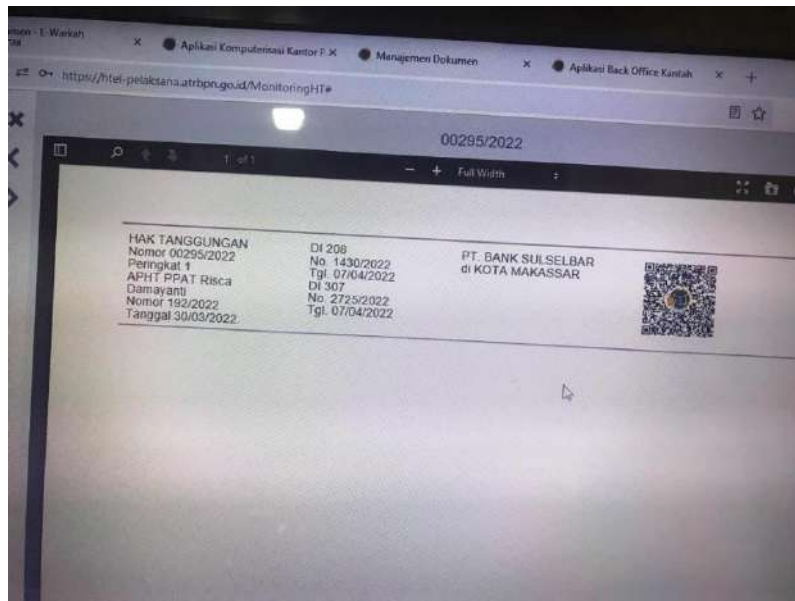 E-Warkah
Aplikasi Komputerisasi Kantor P
Manajemen Dokumen
Aplikasi Back Office Kantah
https://htel-pelaksana.atrbpn.go.id/MonitoringHT#
00295/2022
1 of 1
Full Width
HAK TANGGUNGAN
Nomor 00295/2022
Peringkat 1
APHT PPAT Risca
Damayanti
Nomor 192/2022
Tanggal 30/03/2022
DI 208
No. 1430/2022
Tgl. 07/04/2022
DI 307
No. 2725/2022
Tgl. 07/04/2022
PT. BANK SULSELBAR
di KOTA MAKASSAR